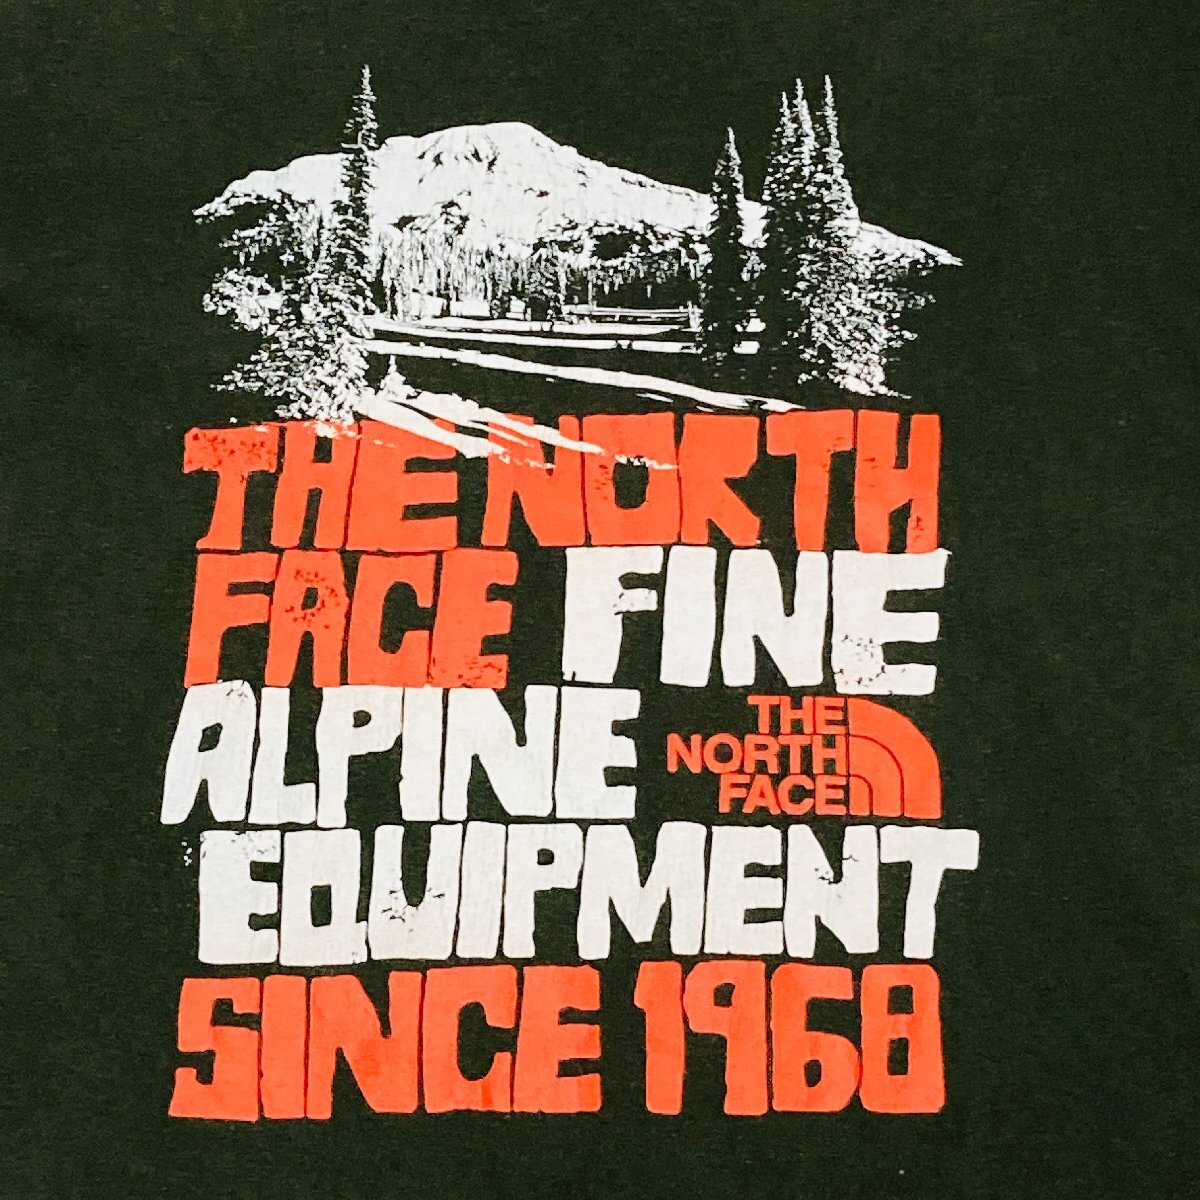 THE NORTH
FACE FINE
ALPINE
THE
NORTH
FACE
EQUIPMENT
SINCE 1968